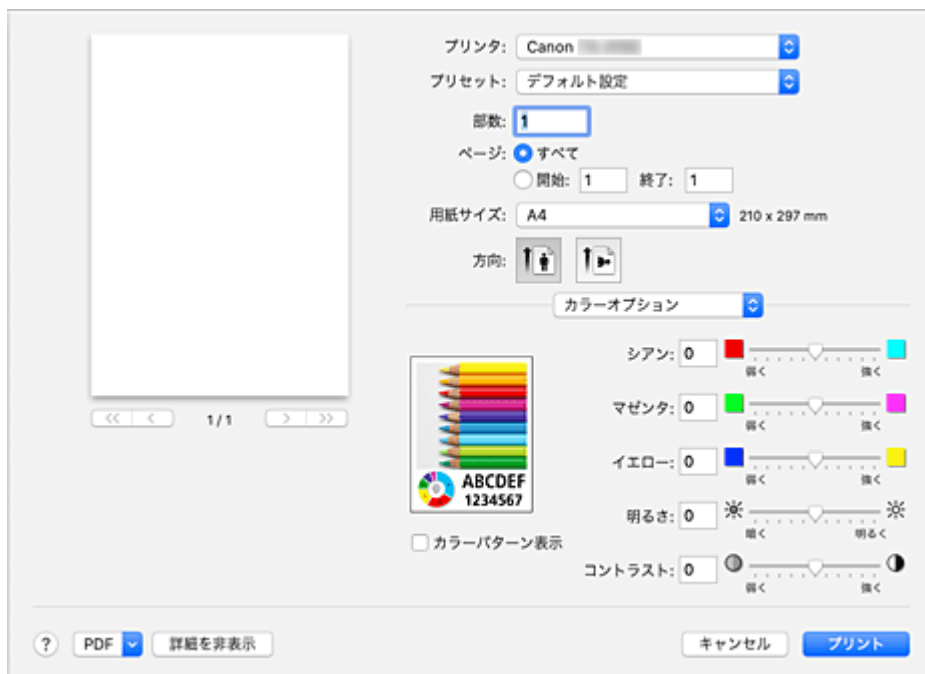 プリンタ: Canon
プリセット: デフォルト設定
部数: 1
ページ: すべて
開始: 1 終了: 1
用紙サイズ: A4 210 x 297 mm
方向:
カラーオプション
シアン: 0
弱く 強く
マゼンタ: 0
弱く 強く
イエロー: 0
弱く 強く
明るさ: 0
暗く 明るく
コントラスト: 0
弱く 強く
ABCDEF
1234567
カラーパターン表示
<< < 1 / 1 > >>
? PDF 詳細を非表示 キャンセル プリント